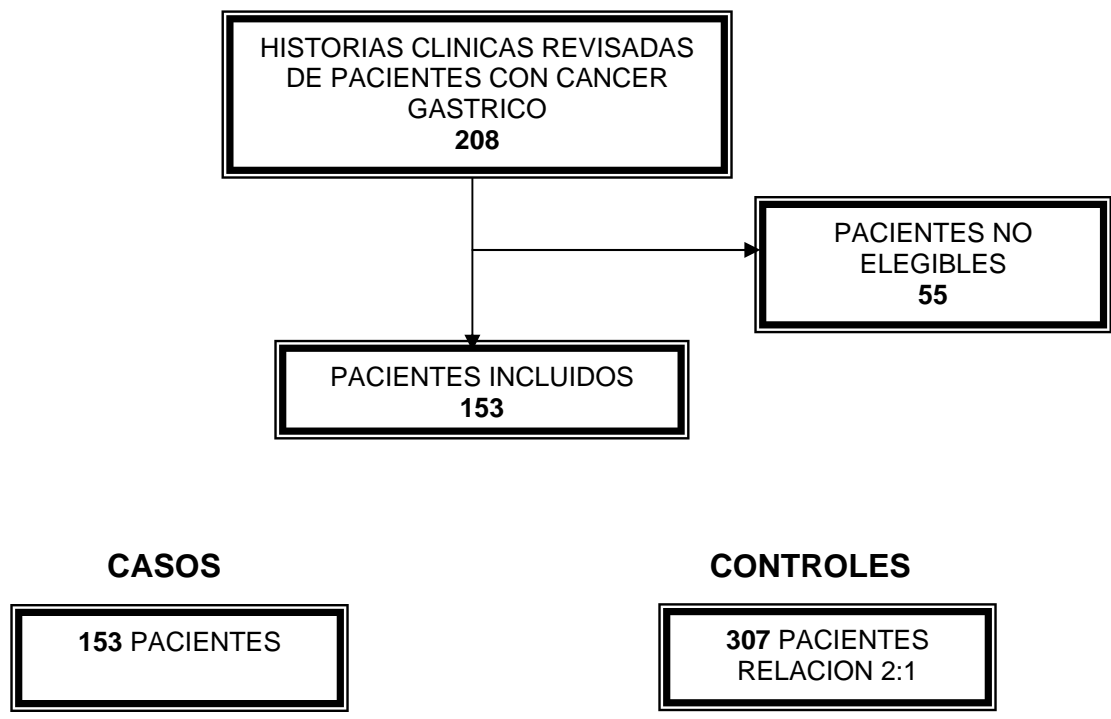 HISTORIAS CLINICAS REVISADAS
DE PACIENTES CON CANCER
GASTRICO
208
PACIENTES NO
ELEGIBLES
55
PACIENTES INCLUIDOS
153
CASOS
CONTROLES
153 PACIENTES
307 PACIENTES
RELACION 2:1